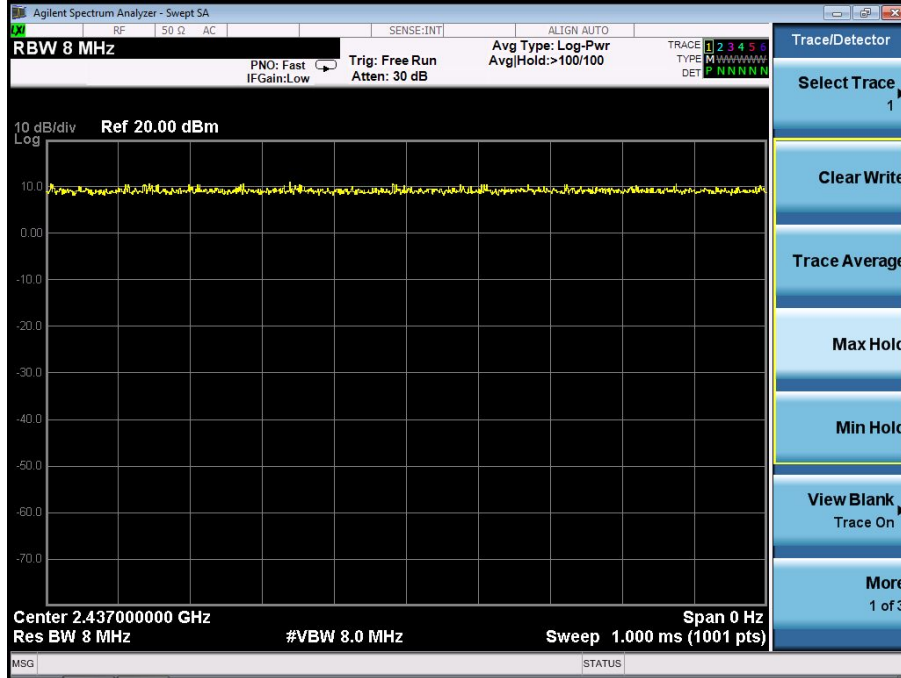 Agilent Spectrum Analyzer - Swept SA
LXI RF 50 Ω AC SENSE:INT ALIGN AUTO
RBW 8 MHz
PNO: Fast
IFGain:Low
Trig: Free Run
Atten: 30 dB
Avg Type: Log-Pwr
Avg|Hold:>100/100
TRACE 1 2 3 4 5 6
TYPE M WWWWW
DET P N N N N N
10 dB/div Ref 20.00 dBm
Log
10.0
0.00
-10.0
-20.0
-30.0
-40.0
-50.0
-60.0
-70.0
Center 2.437000000 GHz Span 0 Hz
Res BW 8 MHz #VBW 8.0 MHz Sweep 1.000 ms (1001 pts)
MSG STATUS
Trace/Detector
Select Trace
1
Clear Write
Trace Average
Max Hold
Min Hold
View Blank
Trace On
More
1 of 3